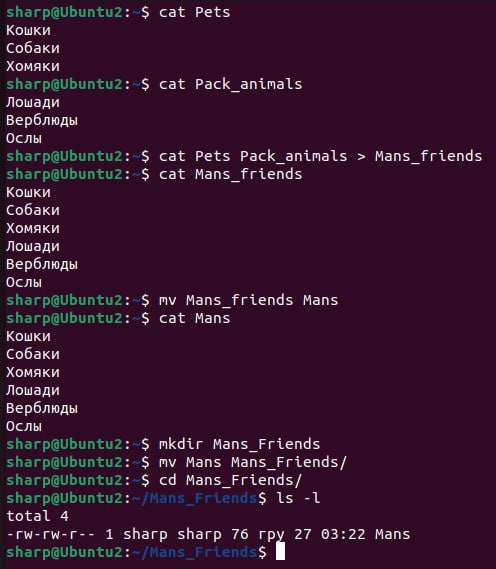 sharp@Ubuntu2:~$ cat Pets
Кошки
Собаки
Хомяки
sharp@Ubuntu2:~$ cat Pack_animals
Лошади
Верблюды
Ослы
sharp@Ubuntu2:~$ cat Pets Pack_animals > Mans_friends
sharp@Ubuntu2:~$ cat Mans_friends
Кошки
Собаки
Хомяки
Лошади
Верблюды
Ослы
sharp@Ubuntu2:~$ mv Mans_friends Mans
sharp@Ubuntu2:~$ cat Mans
Кошки
Собаки
Хомяки
Лошади
Верблюды
Ослы
sharp@Ubuntu2:~$ mkdir Mans_Friends
sharp@Ubuntu2:~$ mv Mans Mans_Friends/
sharp@Ubuntu2:~$ cd Mans_Friends/
sharp@Ubuntu2:~/Mans_Friends$ ls -l
total 4
-rw-rw-r-- 1 sharp sharp 76 гру 27 03:22 Mans
sharp@Ubuntu2:~/Mans_Friends$